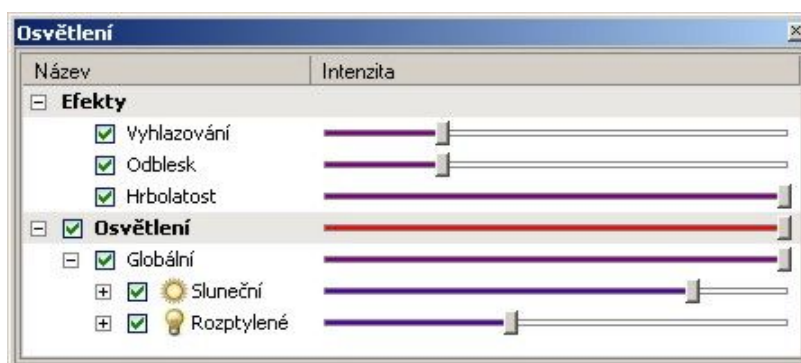 Osvětlení
Název Intenzita
Efekty
Vyhlazování
Odblesk
Hrbolatost
Osvětlení
Globální
Sluneční
Rozptylené